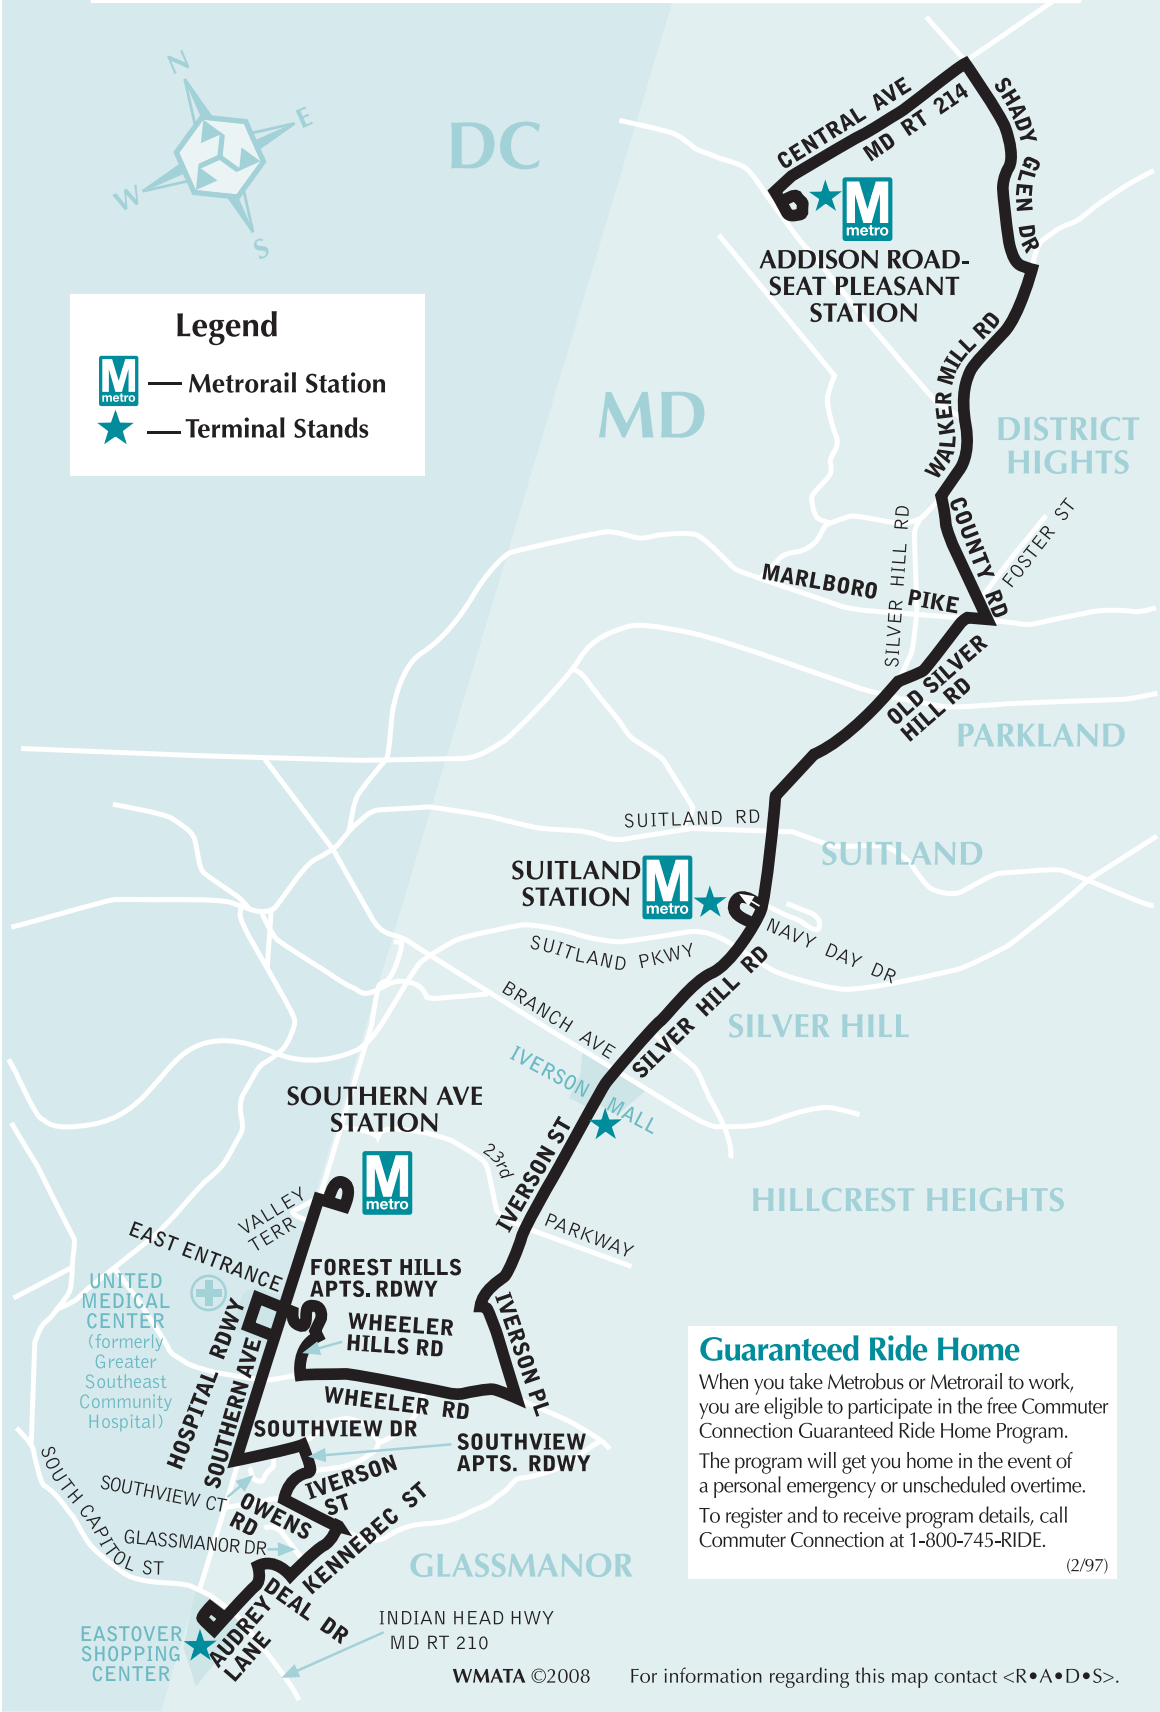 N
E
W
S
DC
CENTRAL AVE
MD RT 214
SHADY GLEN DR
M
metro
ADDISON ROAD-
SEAT PLEASANT
STATION
Legend
M
metro
Metrorail Station
Terminal Stands
MD
WALKER MILL RD
DISTRICT
HIGHTS
COUNTY RD
FOSTER ST
SILVER HILL RD
MARLBORO PIKE
OLD SILVER
HILL RD
PARKLAND
SUITLAND RD
SUITLAND
SUITLAND
STATION
M
metro
NAVY DAY DR
SUITLAND PKWY
BRANCH AVE
SILVER HILL RD
SILVER HILL
IVERSON MALL
SOUTHERN AVE
STATION
M
metro
23rd
PARKWAY
IVERSON ST
HILLCREST HEIGHTS
VALLEY
TERR
EAST ENTRANCE
FOREST HILLS
APTS. RDWY
UNITED
MEDICAL
CENTER
(formerly
Greater
Southeast
Community
Hospital)
HOSPITAL RDWY
SOUTHERN AVE
WHEELER
HILLS RD
IVERSON PL
WHEELER RD
SOUTHVIEW DR
SOUTHVIEW
APTS. RDWY
IVERSON
ST
SOUTHVIEW CT
OWENS
RD
SOUTH CAPITOL ST
GLASSMANOR DR
KENNEBEC ST
GLASSMANOR
DEAL DR
AUDREY
LANE
EASTOVER
SHOPPING
CENTER
INDIAN HEAD HWY
MD RT 210
Guaranteed Ride Home
When you take Metrobus or Metrorail to work,
you are eligible to participate in the free Commuter
Connection Guaranteed Ride Home Program.
The program will get you home in the event of
a personal emergency or unscheduled overtime.
To register and to receive program details, call
Commuter Connection at 1-800-745-RIDE.
(2/97)
WMATA ©2008 For information regarding this map contact <R•A•D•S>.